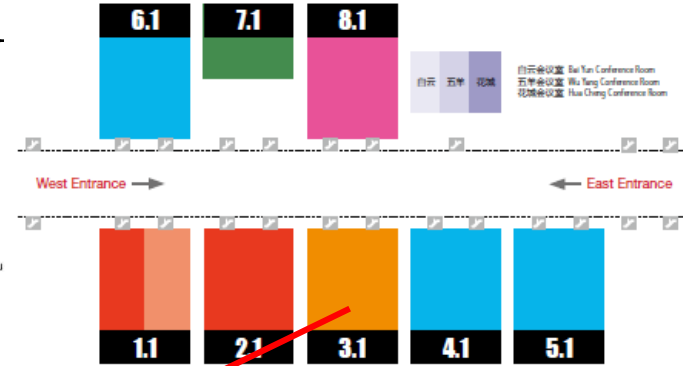 6.1 7.1 8.1
白云 五羊 花城
白云会议室 Bai Yun Conference Room
五羊会议室 Wu Yang Conference Room
花城会议室 Hua Cheng Conference Room
West Entrance
East Entrance
1.1 2.1 3.1 4.1 5.1